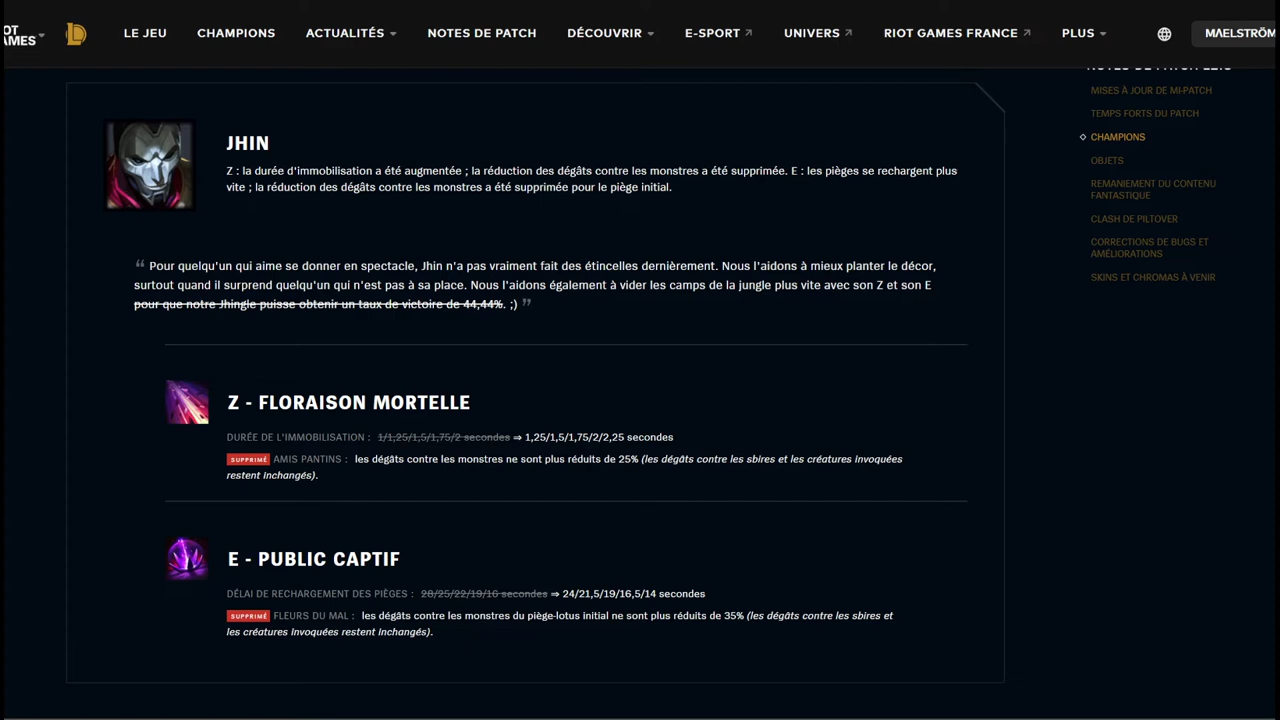 OT
AMES
LE JEU
CHAMPIONS
ACTUALITÉS
NOTES DE PATCH
DÉCOUVRIR
E-SPORT
UNIVERS
RIOT GAMES FRANCE
PLUS
MΛELSTRÖM
MISES À JOUR DE MI-PATCH
TEMPS FORTS DU PATCH
CHAMPIONS
OBJETS
REMANIEMENT DU CONTENU
FANTASTIQUE
CLASH DE PILTOVER
CORRECTIONS DE BUGS ET
AMÉLIORATIONS
SKINS ET CHROMAS À VENIR
JHIN
Z : la durée d'immobilisation a été augmentée ; la réduction des dégâts contre les monstres a été supprimée. E : les pièges se rechargent plus
vite ; la réduction des dégâts contre les monstres a été supprimée pour le piège initial.
“ Pour quelqu'un qui aime se donner en spectacle, Jhin n'a pas vraiment fait des étincelles dernièrement. Nous l'aidons à mieux planter le décor,
surtout quand il surprend quelqu'un qui n'est pas à sa place. Nous l'aidons également à vider les camps de la jungle plus vite avec son Z et son E
pour que notre Jhingle puisse obtenir un taux de victoire de 44,44%. ;) ”
Z - FLORAISON MORTELLE
DURÉE DE L'IMMOBILISATION : 1/1,25/1,5/1,75/2 secondes ⇒ 1,25/1,5/1,75/2/2,25 secondes
SUPPRIMÉ AMIS PANTINS : les dégâts contre les monstres ne sont plus réduits de 25% (les dégâts contre les sbires et les créatures invoquées
restent inchangés).
E - PUBLIC CAPTIF
DÉLAI DE RECHARGEMENT DES PIÈGES : 28/25/22/19/16 secondes ⇒ 24/21,5/19/16,5/14 secondes
SUPPRIMÉ FLEURS DU MAL : les dégâts contre les monstres du piège-lotus initial ne sont plus réduits de 35% (les dégâts contre les sbires et
les créatures invoquées restent inchangés).